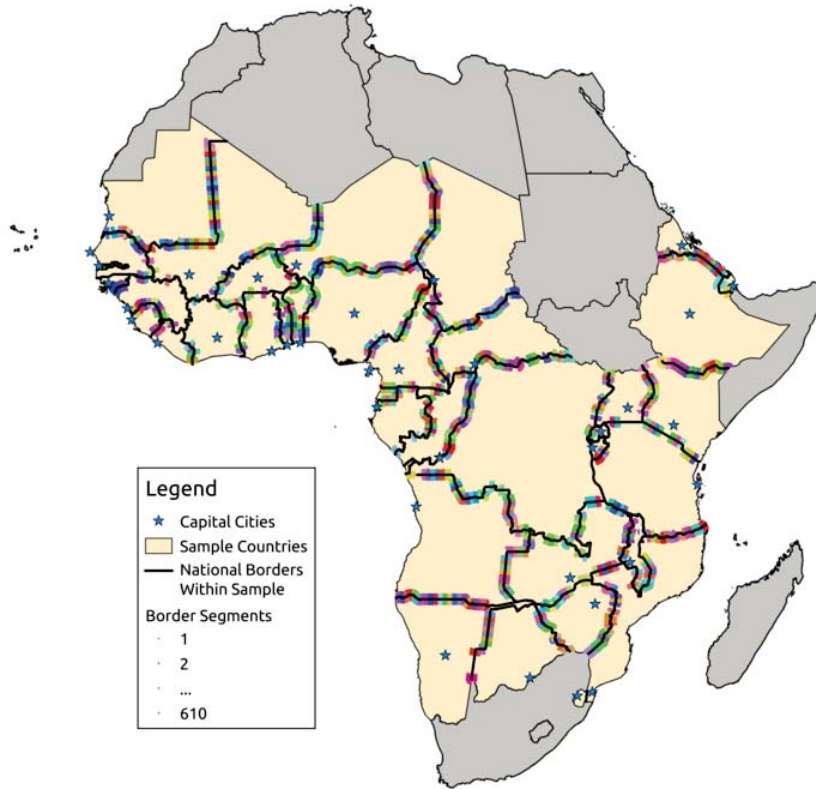 Legend
Capital Cities
Sample Countries
National Borders
Within Sample
Border Segments
1
2
...
610